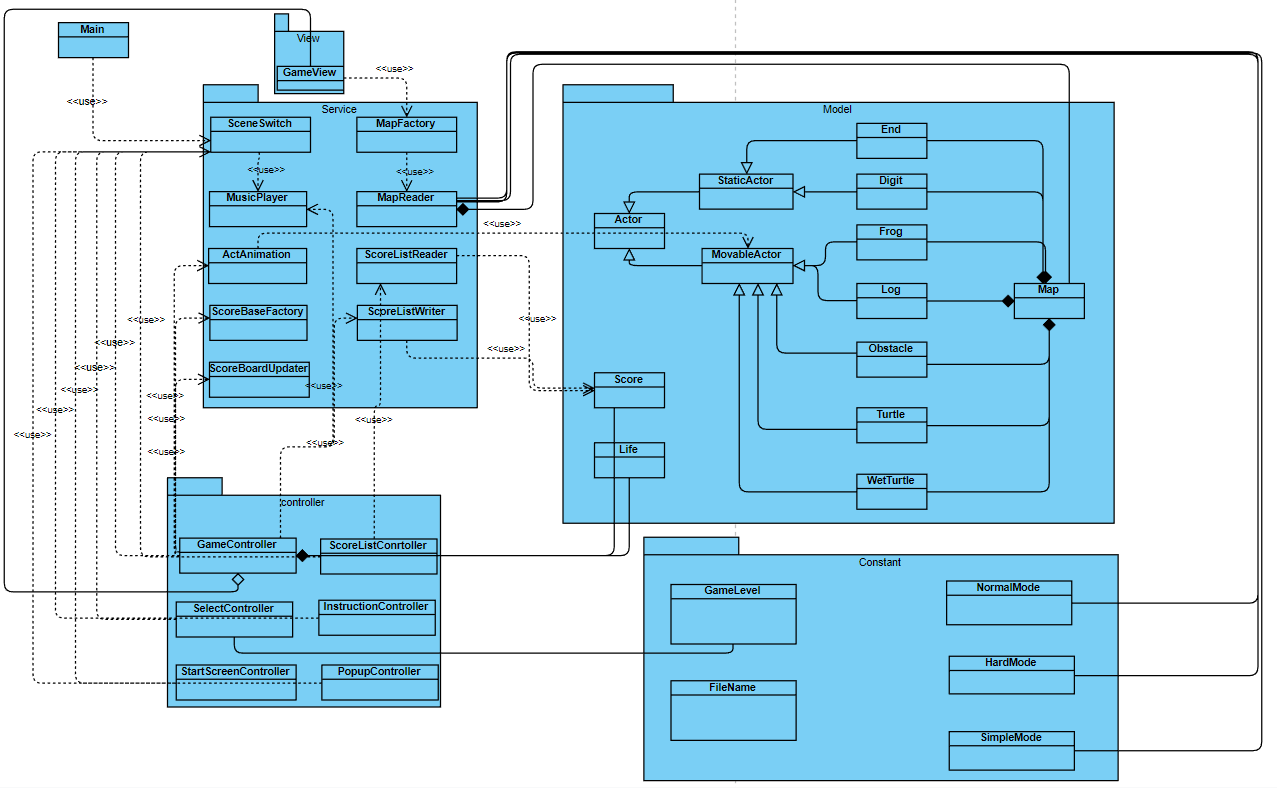 Main
View
GameView
<<use>>
<<use>>
Service
Model
SceneSwitch
MapFactory
End
<<use>>
<<use>>
StaticActor
Digit
MusicPlayer
MapReader
Actor
<<use>>
Frog
ActAnimation
ScoreListReader
MovableActor
Log
Map
ScoreBaseFactory
ScoreListWriter
<<use>>
<<use>>
<<use>>
<<use>>
Obstacle
ScoreBoardUpdater
<<use>>
Score
<<use>>
<<use>>
<<use>>
<<use>>
Turtle
<<use>>
<<use>>
<<use>>
<<use>>
Life
<<use>>
WetTurtle
controller
GameController
ScoreListConrtoller
Constant
GameLevel
NormalMode
SelectController
InstructionController
StartScreenController
PopupController
HardMode
FileName
SimpleMode